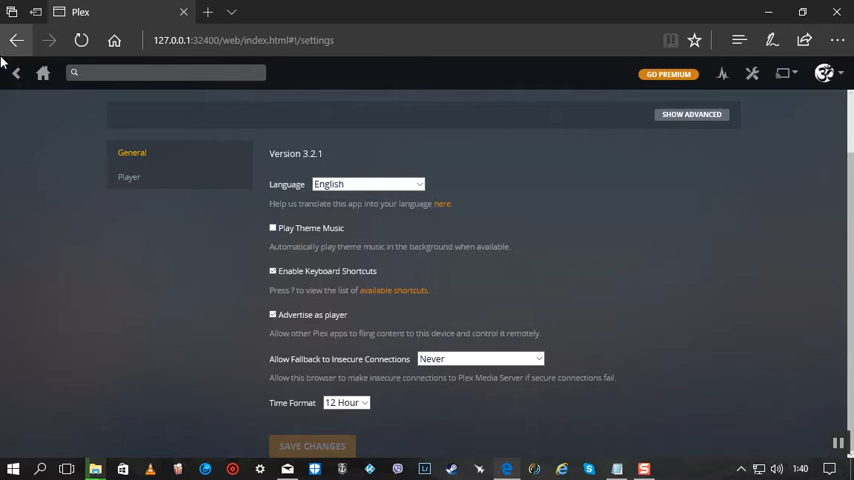 Plex
127.0.0.1:32400/web/index.html#!/settings
GO PREMIUM
SHOW ADVANCED
General
Player
Version 3.2.1
Language English
Help us translate this app into your language here.
Play Theme Music
Automatically play theme music in the background when available.
Enable Keyboard Shortcuts
Press ? to view the list of available shortcuts.
Advertise as player
Allow other Plex apps to fling content to this device and control it remotely.
Allow Fallback to Insecure Connections Never
Allow this browser to make insecure connections to Plex Media Server if secure connections fail.
Time Format 12 Hour
SAVE CHANGES
1:40